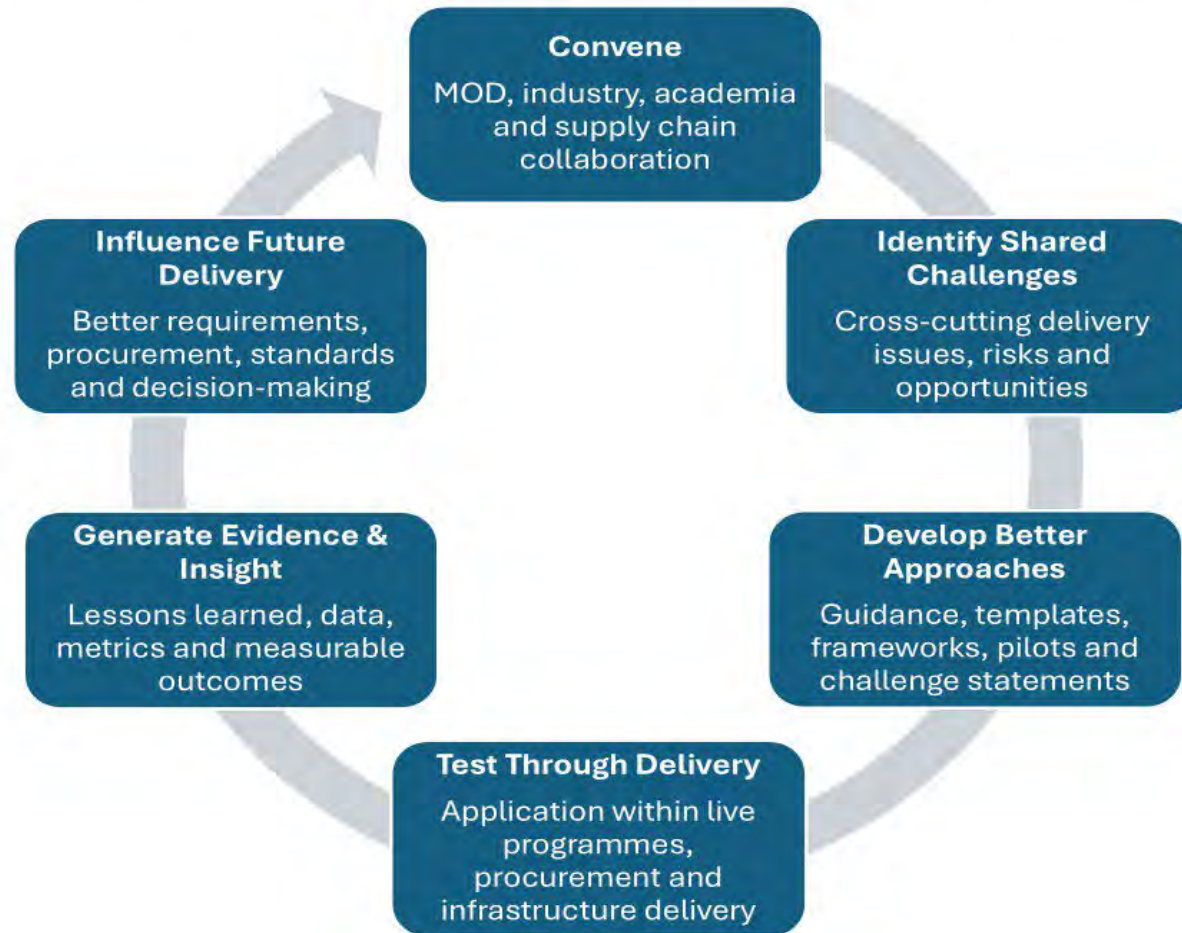 Convene
MOD, industry, academia
and supply chain
collaboration
Identify Shared
Challenges
Cross-cutting delivery
issues, risks and
opportunities
Develop Better
Approaches
Guidance, templates,
frameworks, pilots and
challenge statements
Test Through Delivery
Application within live
programmes,
procurement and
infrastructure delivery
Generate Evidence &
Insight
Lessons learned, data,
metrics and measurable
outcomes
Influence Future
Delivery
Better requirements,
procurement, standards
and decision-making